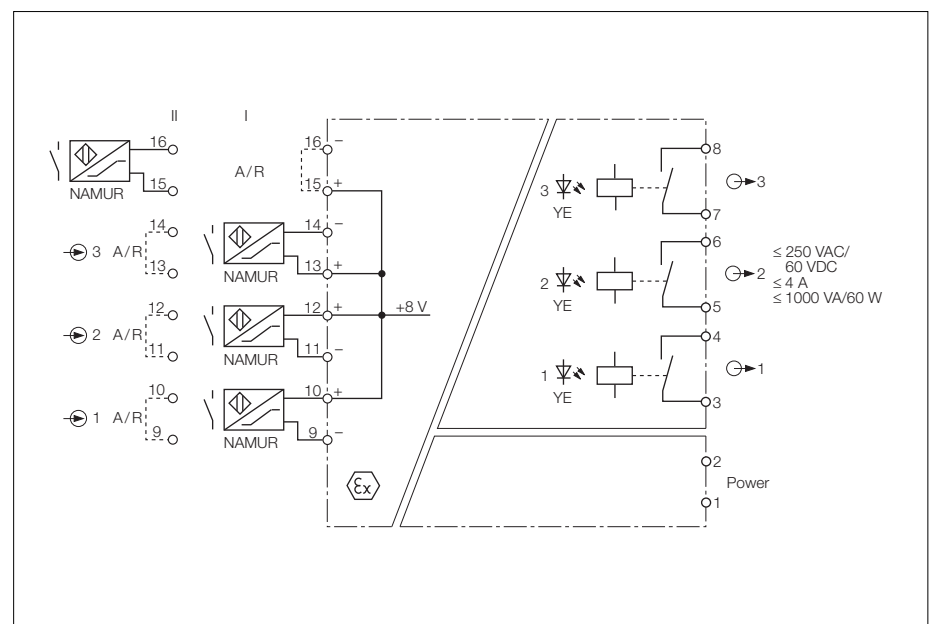 II I
16 16 − 8
A/R 3
15 15 + 3 YE
NAMUR 7
14 14 − 6
3 A/R ≤ 250 VAC/
13 13 + 2 2 60 VDC
NAMUR YE ≤ 4 A
12 12 + +8 V ≤ 1000 VA/60 W
2 A/R 5
11 11 − 4
NAMUR
10 10 + 1 1
1 A/R YE
9 9 − 3
NAMUR
Ex 2
Power
1